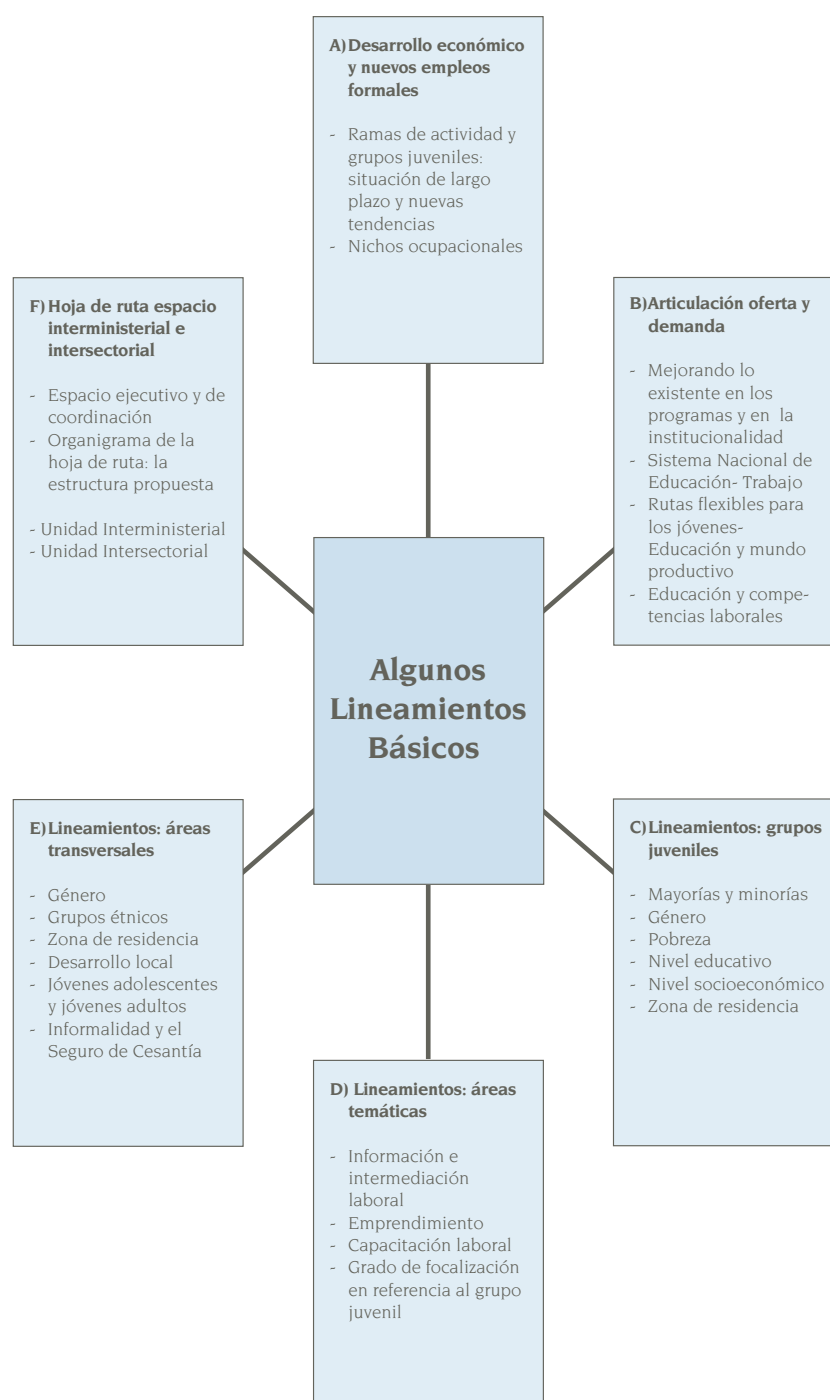 A) Desarrollo económico
y nuevos empleos
formales
- Ramas de actividad y
grupos juveniles:
situación de largo
plazo y nuevas
tendencias
- Nichos ocupacionales
F) Hoja de ruta espacio
interministerial e
intersectorial
- Espacio ejecutivo y de
coordinación
- Organigrama de la
hoja de ruta: la
estructura propuesta
- Unidad Interministerial
- Unidad Intersectorial
B) Articulación oferta y
demanda
- Mejorando lo
existente en los
programas y en la
institucionalidad
- Sistema Nacional de
Educación- Trabajo
- Rutas flexibles para
los jóvenes-
Educación y mundo
productivo
- Educación y compe-
tencias laborales
Algunos
Lineamientos
Básicos
E) Lineamientos: áreas
transversales
- Género
- Grupos étnicos
- Zona de residencia
- Desarrollo local
- Jóvenes adolescentes
y jóvenes adultos
- Informalidad y el
Seguro de Cesantía
C) Lineamientos: grupos
juveniles
- Mayorías y minorías
- Género
- Pobreza
- Nivel educativo
- Nivel socioeconómico
- Zona de residencia
D) Lineamientos: áreas
temáticas
- Información e
intermediación
laboral
- Emprendimiento
- Capacitación laboral
- Grado de focalización
en referencia al grupo
juvenil